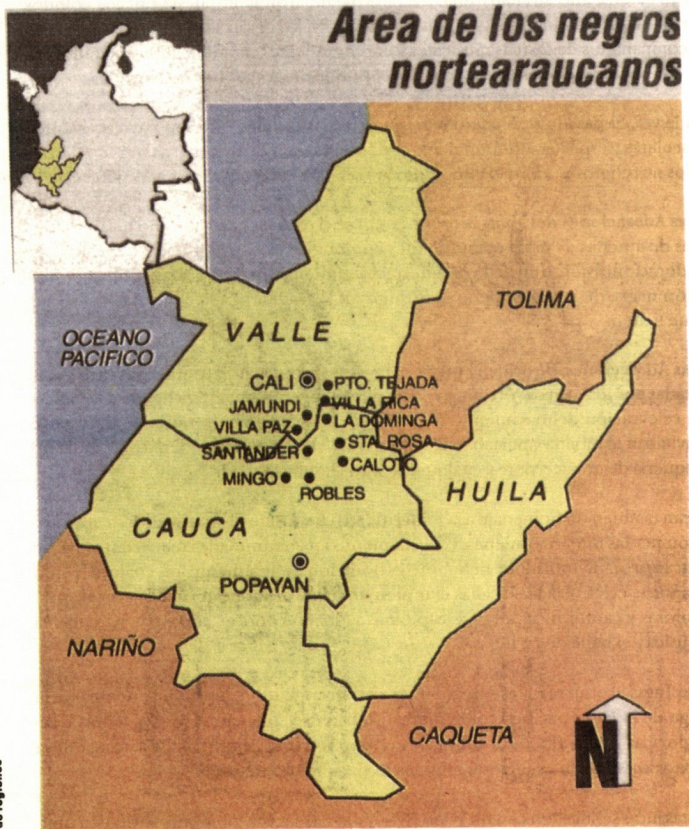 Area de los negros
nortearaucanos
OCEANO
PACIFICO
VALLE
TOLIMA
CALI
PTO. TEJADA
JAMUNDI
VILLA RICA
VILLA PAZ
LA DOMINGA
SANTANDER
STA. ROSA
MINGO
CALOTO
ROBLES
HUILA
CAUCA
POPAYAN
NARIÑO
CAQUETA
N